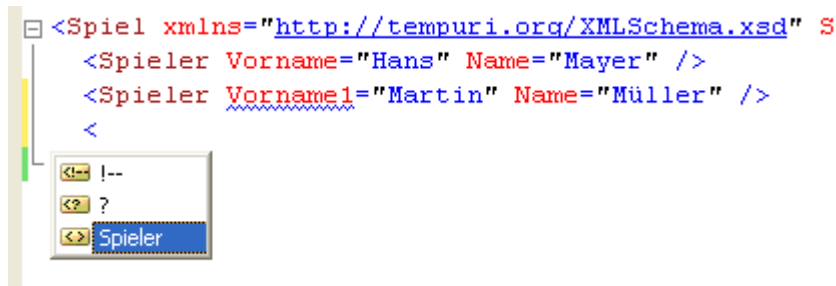 <Spiel xmlns="http://tempuri.org/XMLSchema.xsd" S
<Spieler Vorname="Hans" Name="Mayer" />
<Spieler Vorname1="Martin" Name="Müller" />
<
<!-- !--
<? ?
<> Spieler